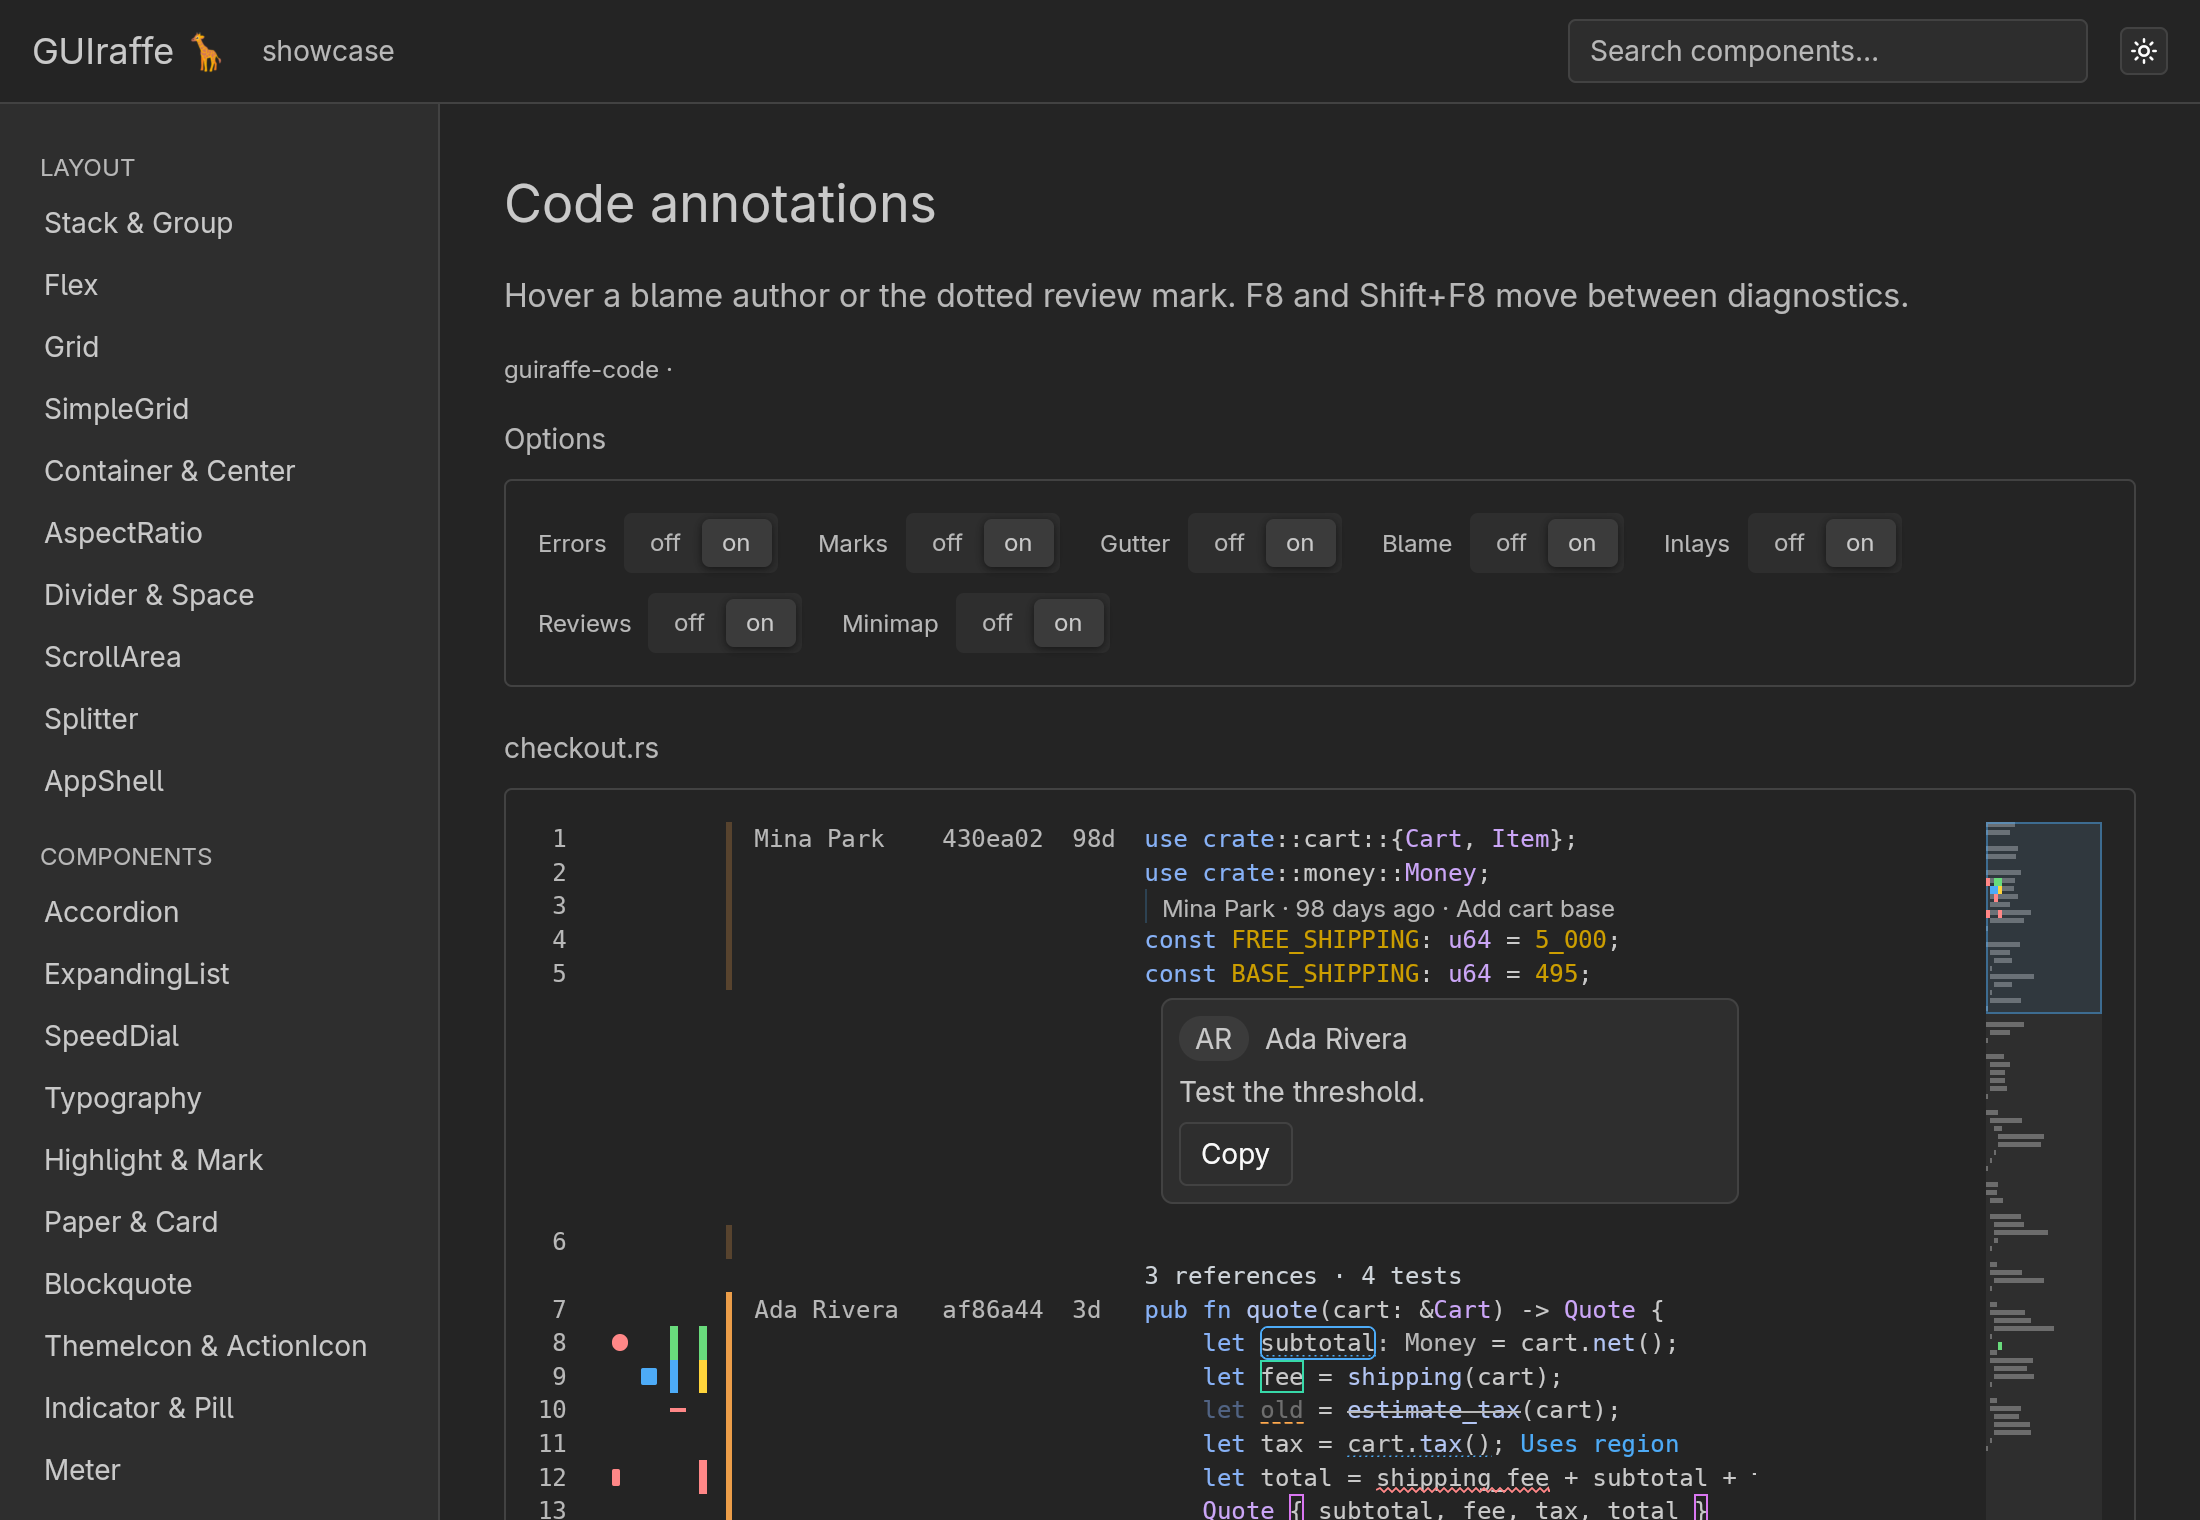 GUIraffe 🦒 showcase Search components...
LAYOUT
Stack & Group
Flex
Grid
SimpleGrid
Container & Center
AspectRatio
Divider & Space
ScrollArea
Splitter
AppShell
COMPONENTS
Accordion
ExpandingList
SpeedDial
Typography
Highlight & Mark
Paper & Card
Blockquote
ThemeIcon & ActionIcon
Indicator & Pill
Meter
Code annotations
Hover a blame author or the dotted review mark. F8 and Shift+F8 move between diagnostics.
guiraffe-code ·
Options
Errors off on Marks off on Gutter off on Blame off on Inlays off on
Reviews off on Minimap off on
checkout.rs
1 Mina Park 430ea02 98d use crate::cart::{Cart, Item};
2 use crate::money::Money;
3 Mina Park · 98 days ago · Add cart base
4 const FREE_SHIPPING: u64 = 5_000;
5 const BASE_SHIPPING: u64 = 495;
AR Ada Rivera
Test the threshold.
Copy
6
3 references · 4 tests
7 Ada Rivera af86a44 3d pub fn quote(cart: &Cart) -> Quote {
8 let subtotal: Money = cart.net();
9 let fee = shipping(cart);
10 let old = estimate_tax(cart);
11 let tax = cart.tax(); Uses region
12 let total = shipping_fee + subtotal +
13 Quote { subtotal, fee, tax, total }